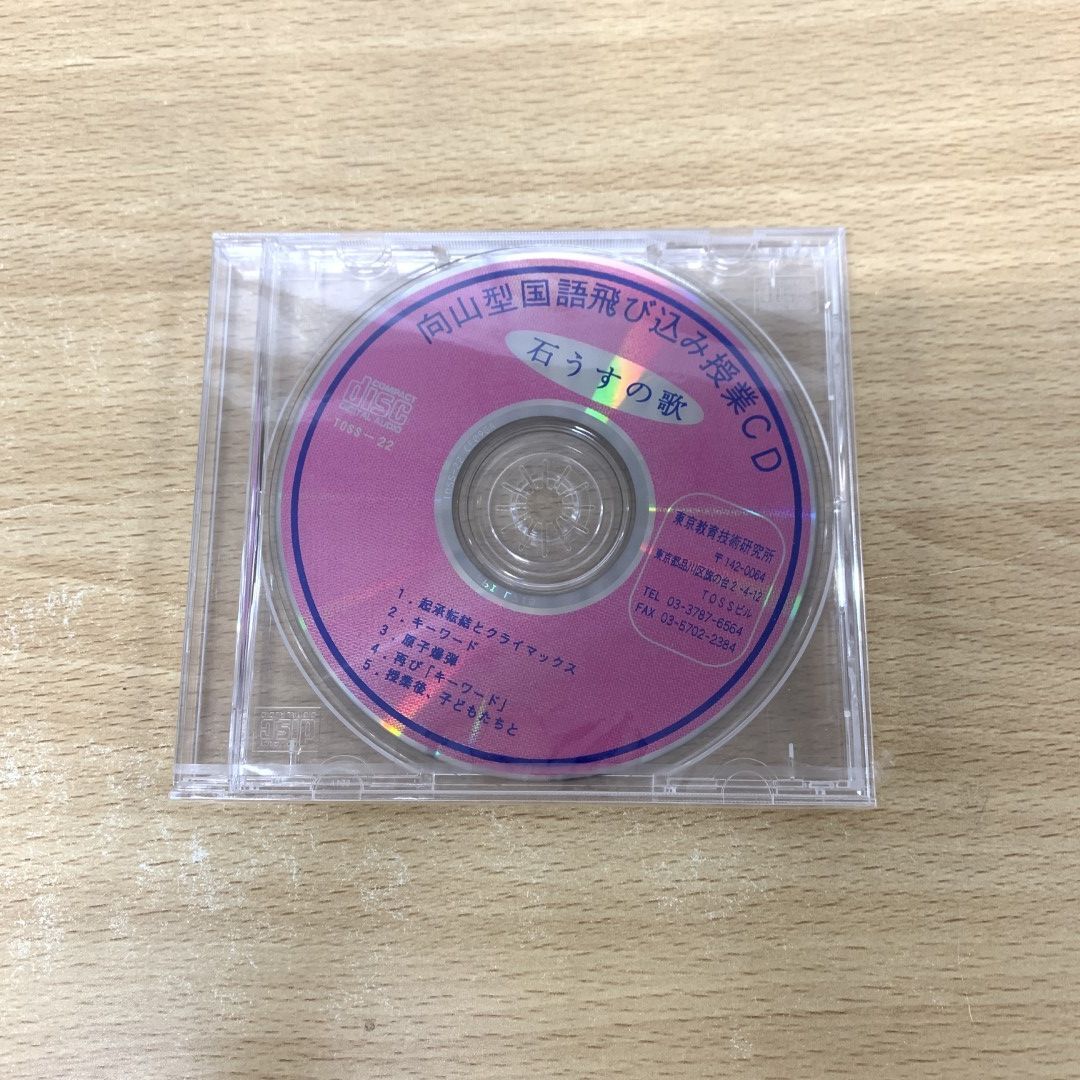 向山型国語飛び込み授業CD
石うすの歌
COMPACT
disc
DIGITAL AUDIO
TOSS-22
東京教育技術研究所
〒142-0064
東京都品川区旗の台2-4-12
TOSSビル
TEL 03-3787-6564
FAX 03-5702-2384
1.起承転結とクライマックス
2.キーワード
3.原子爆弾
4.再び「キーワード」
5.授業後、子どもたちと